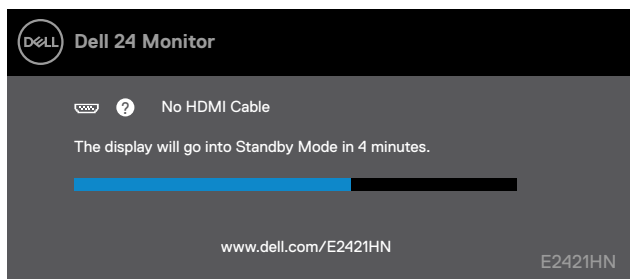 DELL
Dell 24 Monitor
? No HDMI Cable
The display will go into Standby Mode in 4 minutes.
www.dell.com/E2421HN
E2421HN